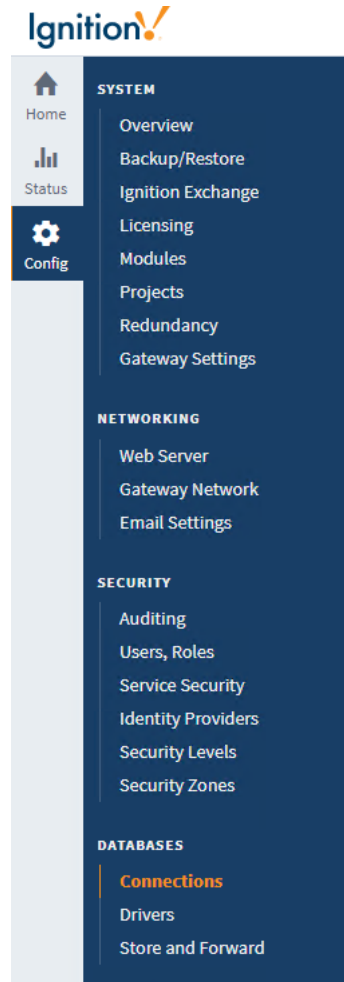 Ignition
Home
Status
Config
SYSTEM
Overview
Backup/Restore
Ignition Exchange
Licensing
Modules
Projects
Redundancy
Gateway Settings
NETWORKING
Web Server
Gateway Network
Email Settings
SECURITY
Auditing
Users, Roles
Service Security
Identity Providers
Security Levels
Security Zones
DATABASES
Connections
Drivers
Store and Forward